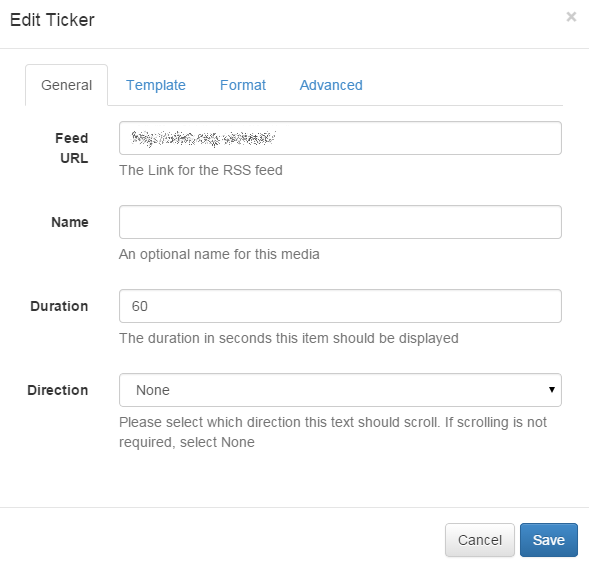 Edit Ticker
×
General
Template
Format
Advanced
Feed
URL
The Link for the RSS feed
Name
An optional name for this media
Duration
60
The duration in seconds this item should be displayed
Direction
None
Please select which direction this text should scroll. If scrolling is not
required, select None
Cancel
Save